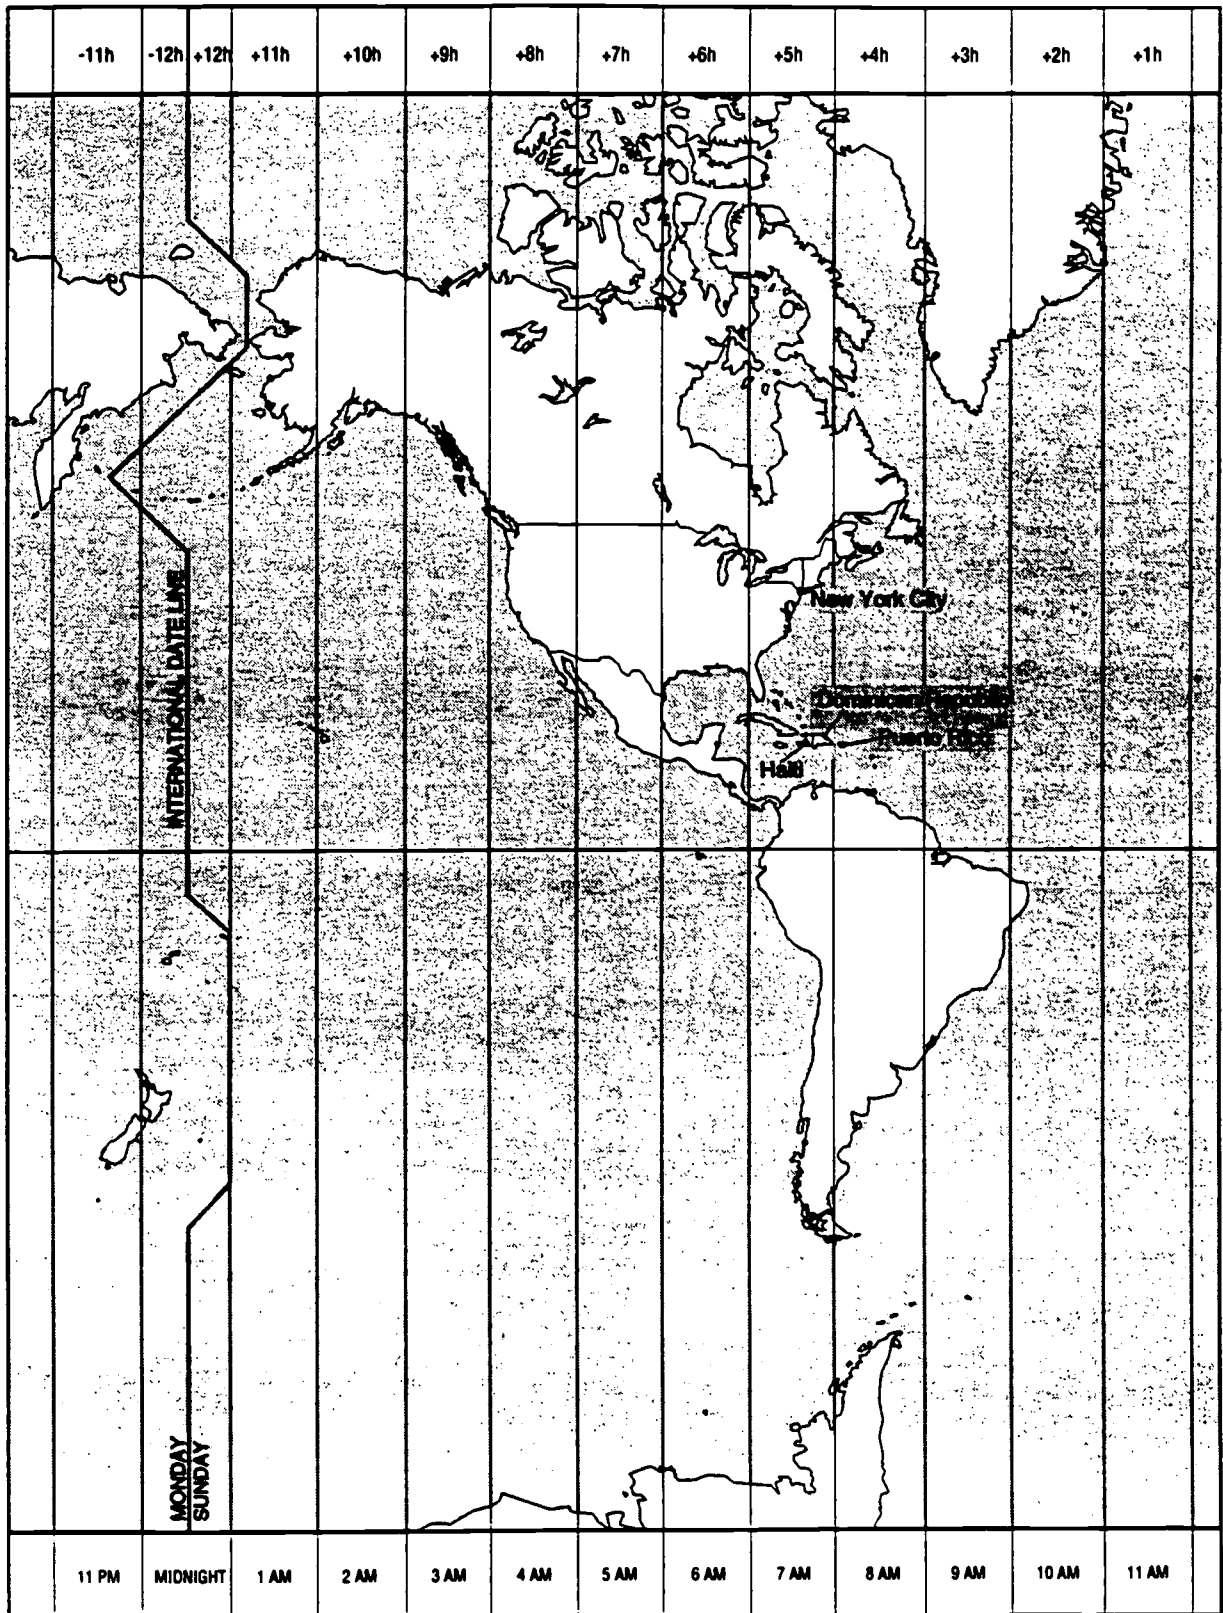 -11h -12h +12h +11h +10h +9h +8h +7h +6h +5h +4h +3h +2h +1h
New York City
Dominican Republic
Puerto Rico
Haiti
INTERNATIONAL DATE LINE
MONDAY
SUNDAY
11 PM MIDNIGHT 1 AM 2 AM 3 AM 4 AM 5 AM 6 AM 7 AM 8 AM 9 AM 10 AM 11 AM